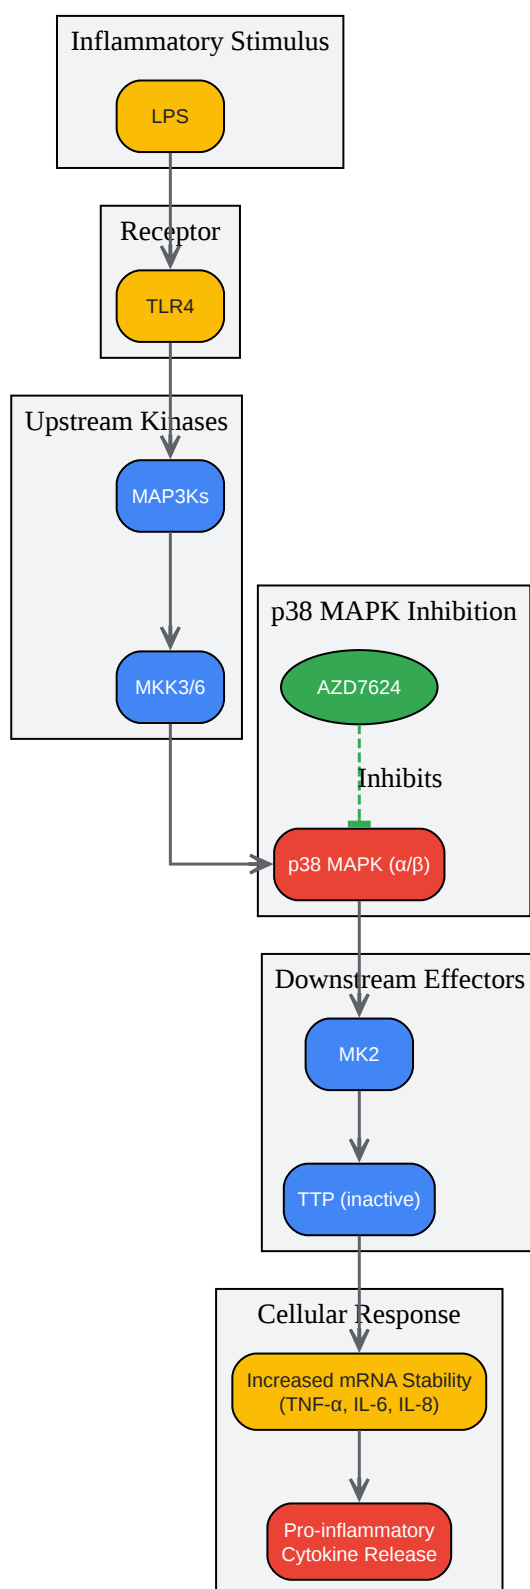 Inflammatory Stimulus
LPS
Receptor
TLR4
Upstream Kinases
MAP3Ks
MKK3/6
p38 MAPK Inhibition
AZD7624
Inhibits
p38 MAPK (α/β)
Downstream Effectors
MK2
TTP (inactive)
Cellular Response
Increased mRNA Stability
(TNF-α, IL-6, IL-8)
Pro-inflammatory
Cytokine Release